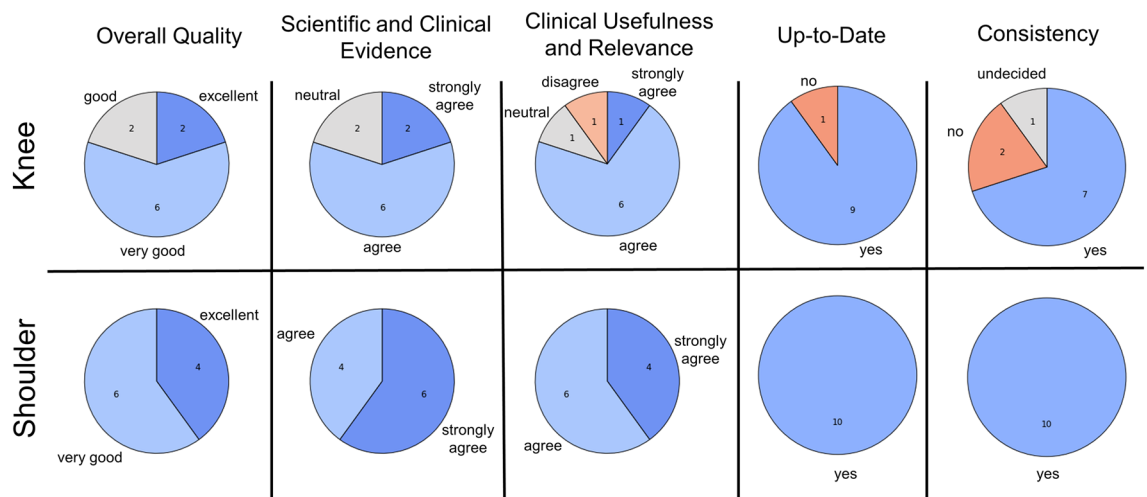 Overall Quality
Scientific and Clinical
Evidence
Clinical Usefulness
and Relevance
Up-to-Date
Consistency
Knee
good
excellent
2
2
6
very good
neutral
strongly
agree
2
2
6
agree
disagree
strongly
agree
neutral
1
1
1
6
agree
no
1
9
yes
undecided
no
1
2
7
yes
Shoulder
excellent
4
6
very good
agree
4
6
strongly
agree
strongly
agree
4
6
agree
10
yes
10
yes